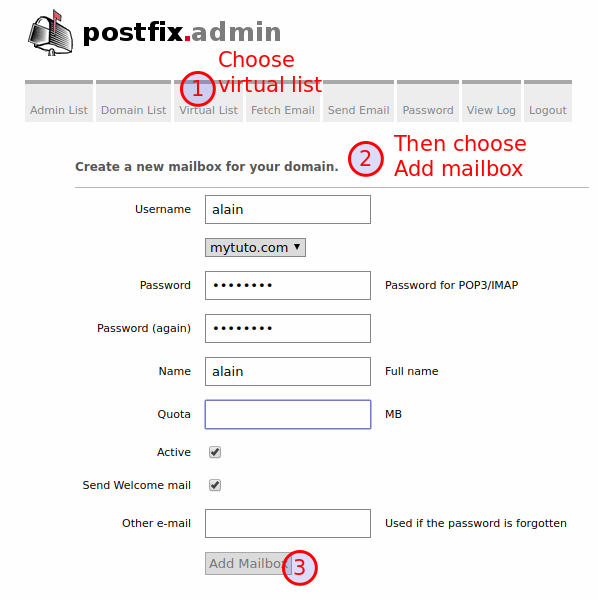 postfix.admin
Choose
virtual list
1
Admin List Domain List Virtual List Fetch Email Send Email Password View Log Logout
Then choose
Add mailbox
2
Create a new mailbox for your domain.
Username alain
mytuto.com ▼
Password •••••••• Password for POP3/IMAP
Password (again) ••••••••
Name alain Full name
Quota MB
Active
Send Welcome mail
Other e-mail Used if the password is forgotten
Add Mailbox 3